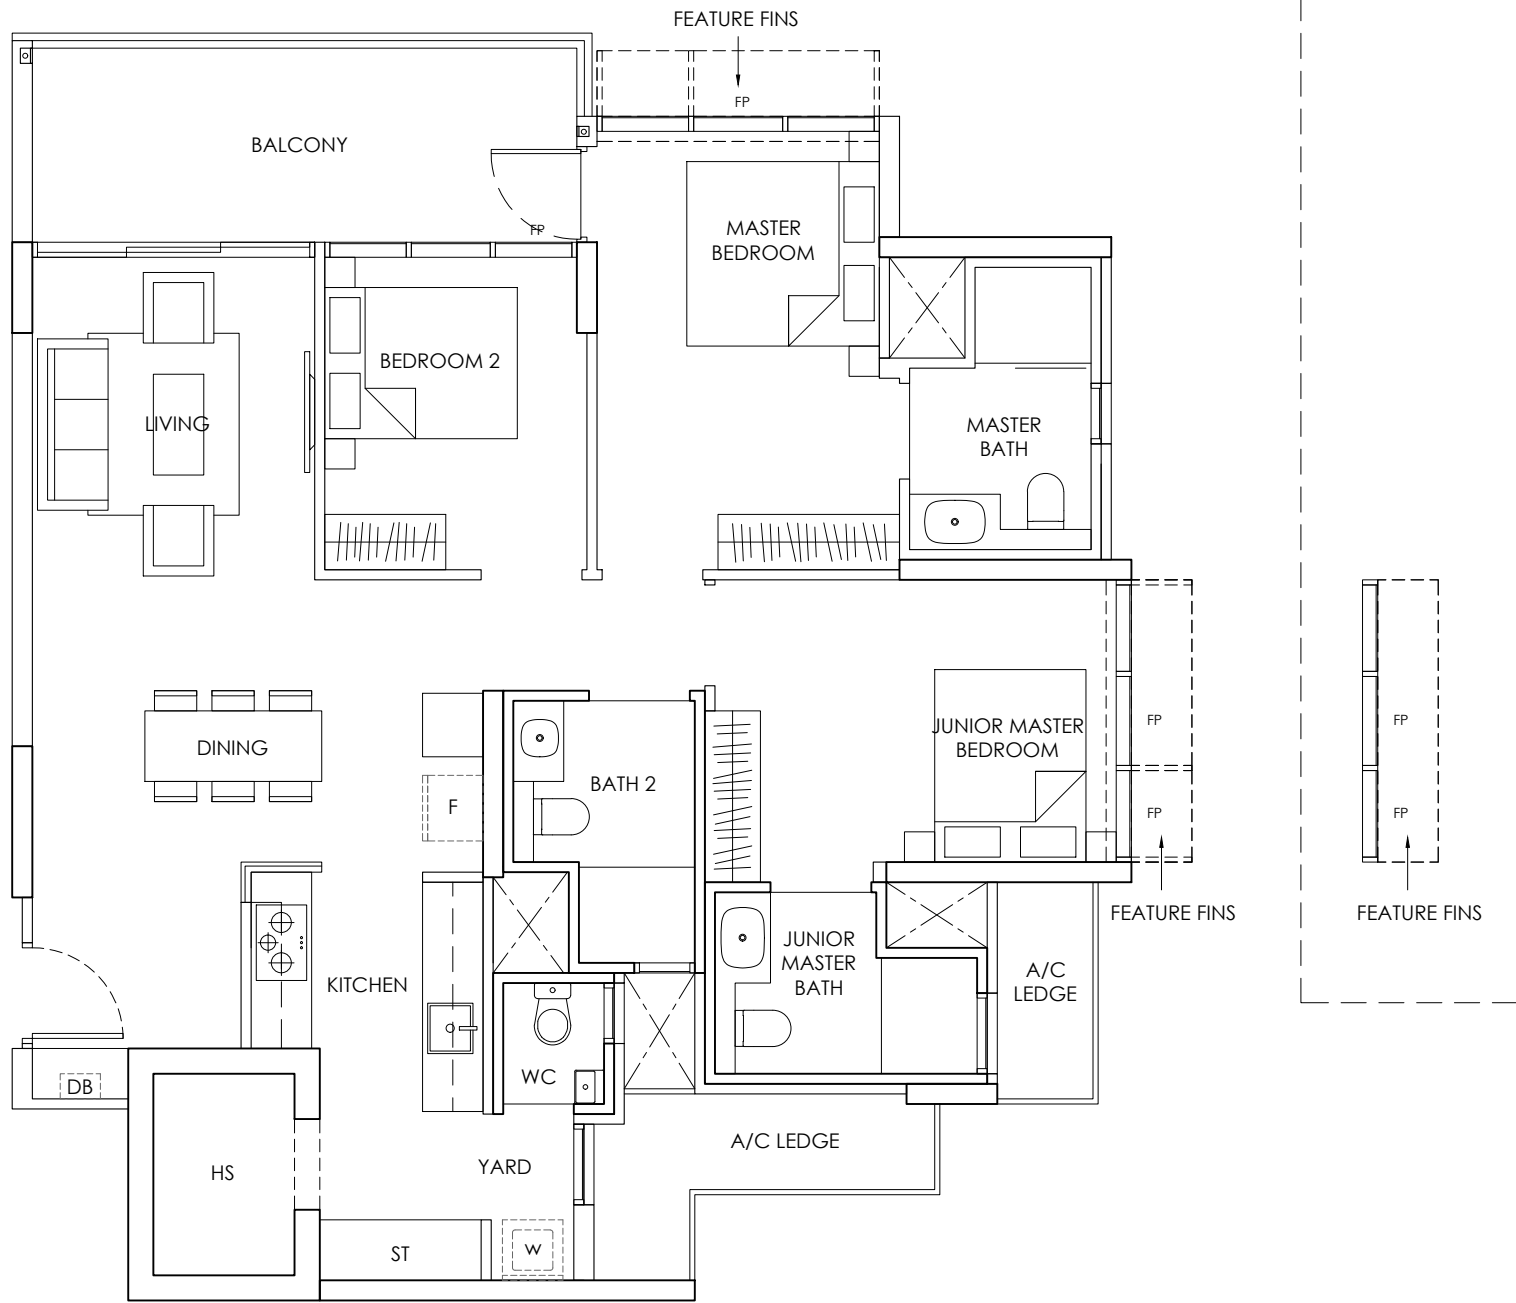 FEATURE FINS
FP
BALCONY
FP
MASTER
BEDROOM
BEDROOM 2
LIVING
MASTER
BATH
DINING
F
BATH 2
JUNIOR MASTER
BEDROOM
FP
FP
FEATURE FINS
FP
FP
FEATURE FINS
KITCHEN
JUNIOR
MASTER
BATH
A/C
LEDGE
DB
WC
HS
YARD
A/C LEDGE
ST
W